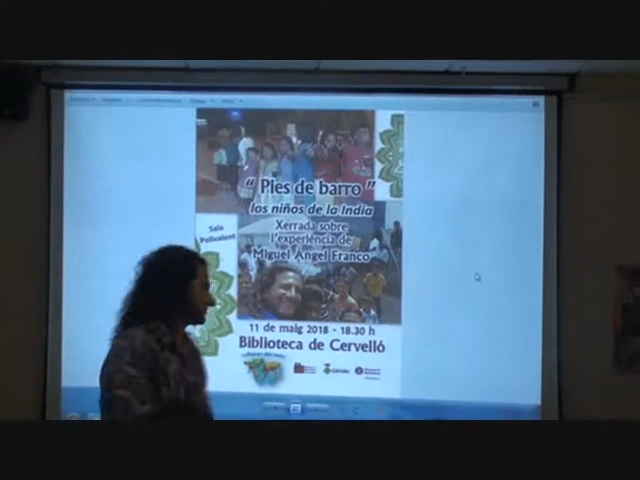 “ Pies de barro ”
los niños de la India
Xerrada sobre
l'experiència de
Miguel Angel Franco
Sala
Polivalent
11 de maig 2018 - 18.30 h
Biblioteca de Cervelló